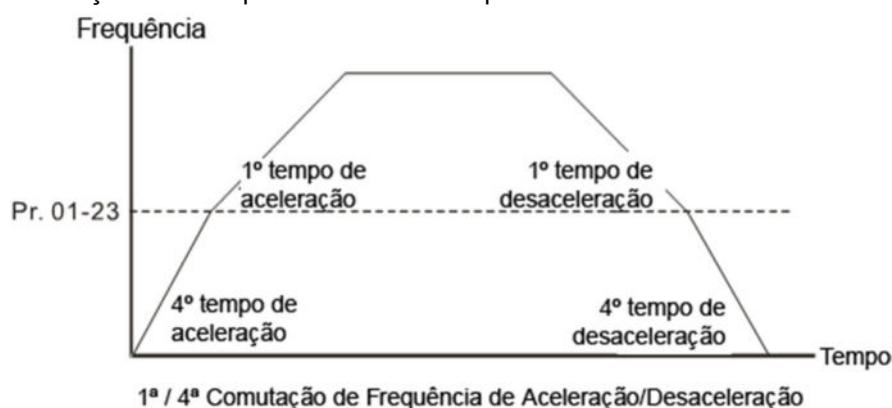 Frequência
1º tempo de
aceleração
1º tempo de
desaceleração
Pr. 01-23
4º tempo de
aceleração
4º tempo de
desaceleração
Tempo
1ª / 4ª Comutação de Frequência de Aceleração/Desaceleração